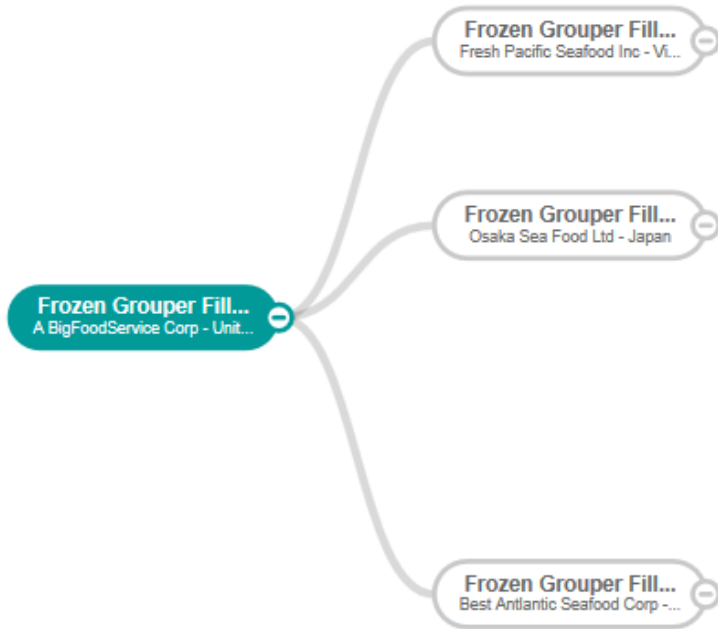 Frozen Grouper Fill...
Fresh Pacific Seafood Inc - Vi...
Frozen Grouper Fill...
Osaka Sea Food Ltd - Japan
Frozen Grouper Fill...
A BigFoodService Corp - Unit...
Frozen Grouper Fill...
Best Antlantic Seafood Corp -...